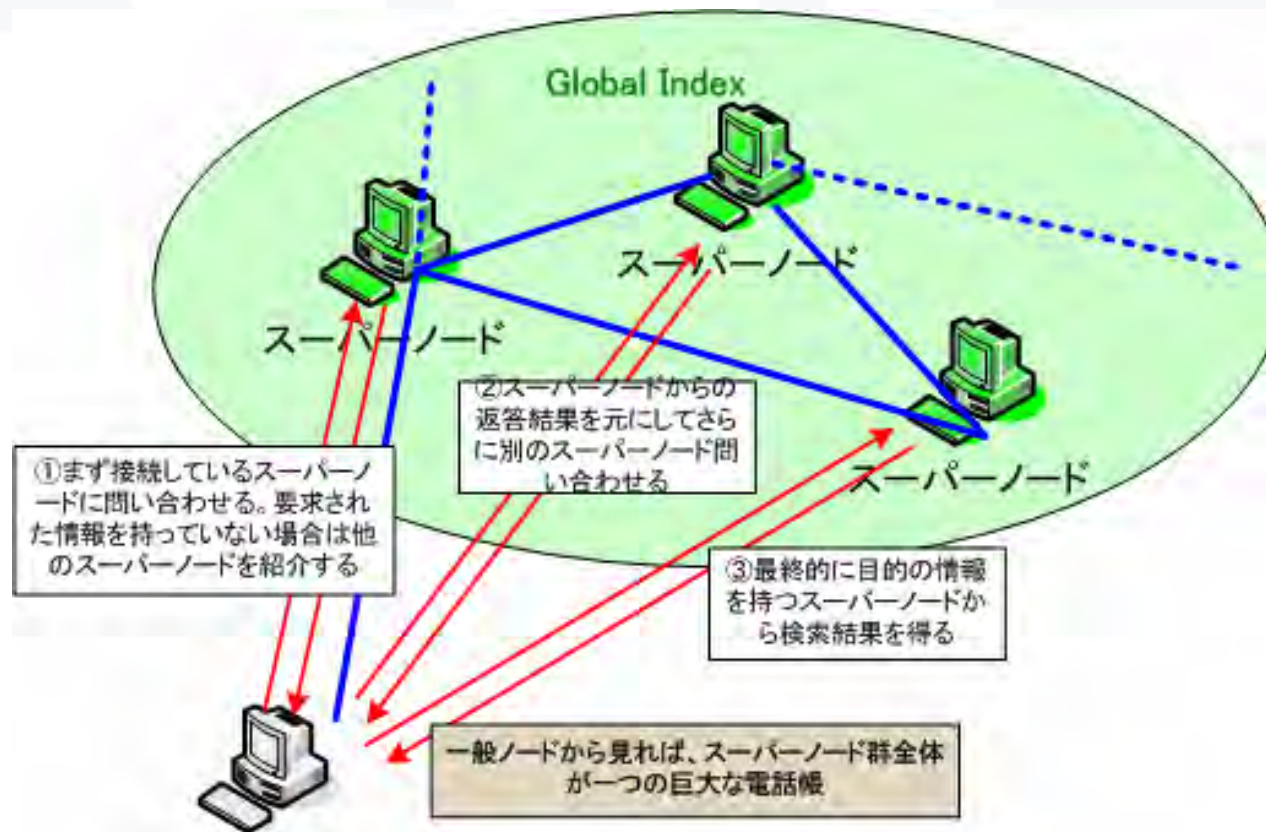 Global Index
スーパーノード
スーパーノード
スーパーノード
①まず接続しているスーパーノ
ードに問い合わせる。要求され
た情報を持っていない場合は他
のスーパーノードを紹介する
②スーパーノードからの
返答結果を元にしてさら
に別のスーパーノード問
い合わせる
③最終的に目的の情報
を持つスーパーノードか
ら検索結果を得る
一般ノードから見れば、スーパーノード群全体
が一つの巨大な電話帳